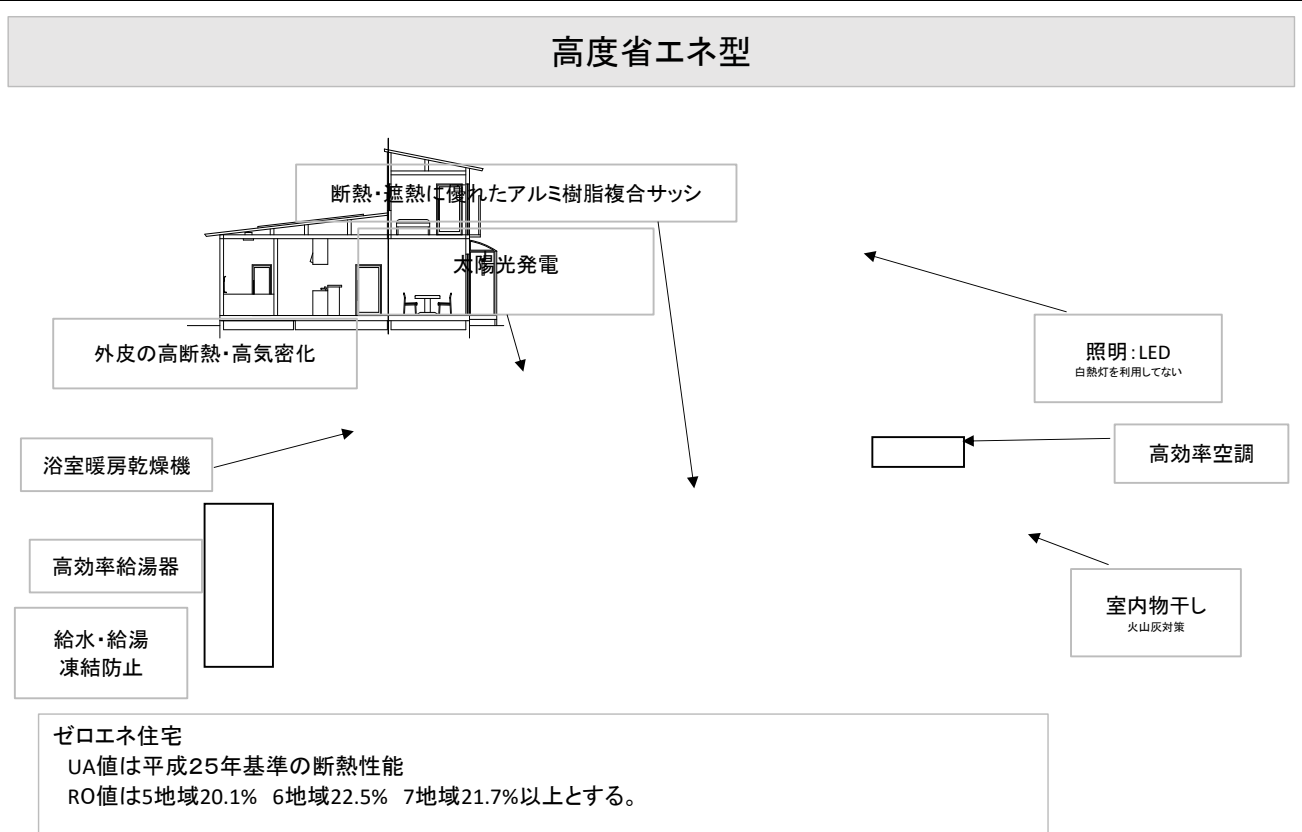 高度省エネ型
断熱・遮熱に優れたアルミ樹脂複合サッシ
太陽光発電
外皮の高断熱・高気密化
照明：LED
白熱灯を利用してない
浴室暖房乾燥機
高効率空調
高効率給湯器
室内物干し
火山灰対策
給水・給湯
凍結防止
ゼロエネ住宅
UA値は平成２５年基準の断熱性能
RO値は5地域20.1% 6地域22.5% 7地域21.7%以上とする。